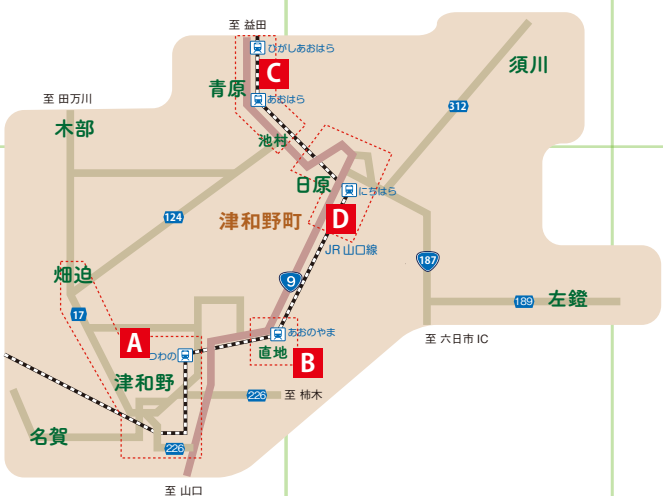 至 益田
ひがしあおはら
C
須川
青原
至 田万川
あおはら
312
木部
池村
日原
にちはら
124
津和野町
D
JR山口線
187
畑迫
9
17
189
左鐙
A
あおのやま
至 六日市IC
つわの
直地
B
津和野
226
至 柿木
名賀
226
至 山口